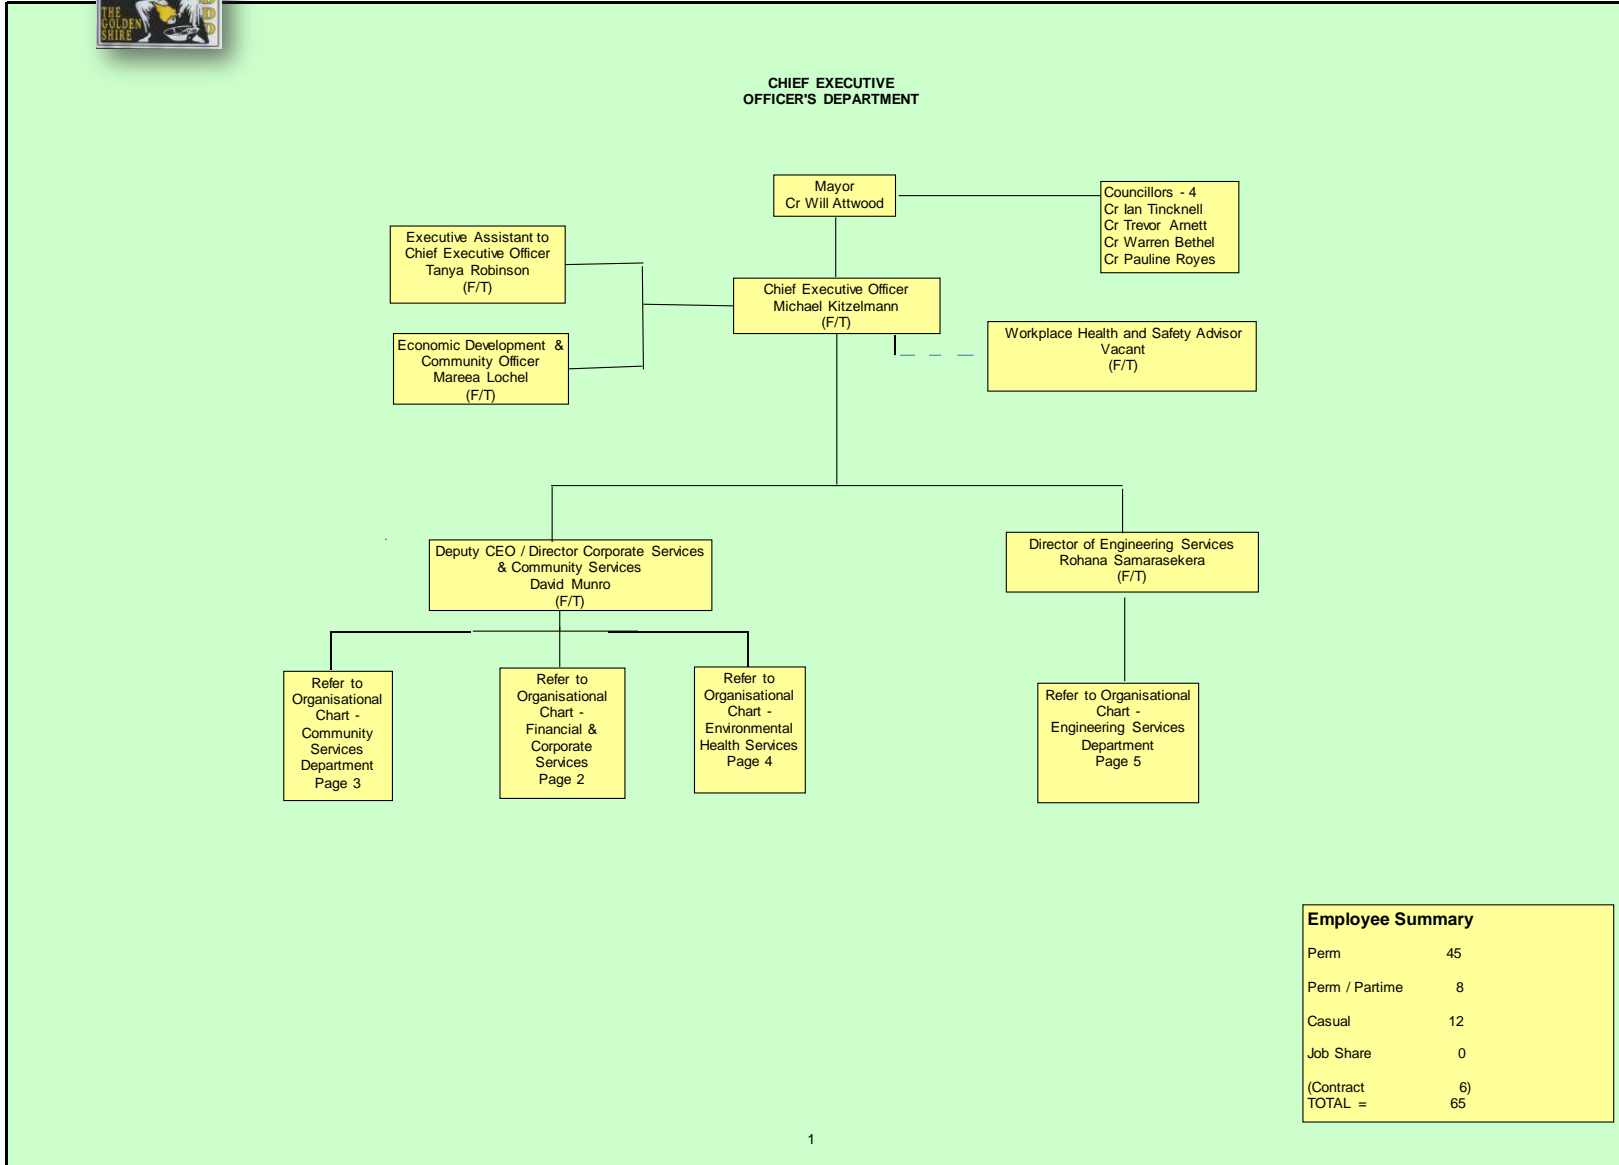 THE
GOLDEN
SHIRE
CHIEF EXECUTIVE
OFFICER'S DEPARTMENT
Mayor
Cr Will Attwood
Councillors - 4
Cr Ian Tincknell
Cr Trevor Arnett
Cr Warren Bethel
Cr Pauline Royes
Executive Assistant to
Chief Executive Officer
Tanya Robinson
(F/T)
Chief Executive Officer
Michael Kitzelmann
(F/T)
Economic Development &
Community Officer
Mareea Lochel
(F/T)
Workplace Health and Safety Advisor
Vacant
(F/T)
Deputy CEO / Director Corporate Services
& Community Services
David Munro
(F/T)
Director of Engineering Services
Rohana Samarasekera
(F/T)
Refer to
Organisational
Chart -
Community
Services
Department
Page 3
Refer to
Organisational
Chart -
Financial &
Corporate
Services
Page 2
Refer to
Organisational
Chart -
Environmental
Health Services
Page 4
Refer to Organisational
Chart -
Engineering Services
Department
Page 5
Employee Summary
Perm 45
Perm / Partime 8
Casual 12
Job Share 0
(Contract 6)
TOTAL = 65
1